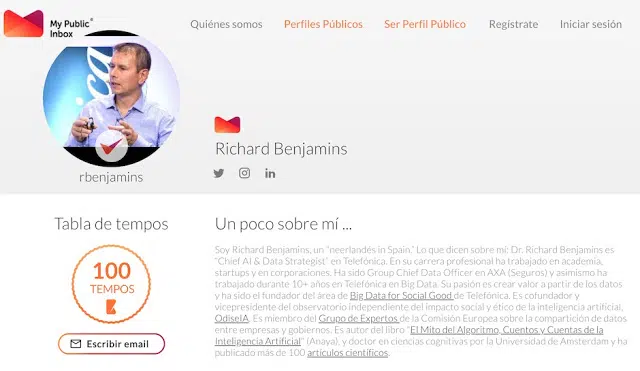 My Public
Inbox
Quiénes somos Perfiles Públicos Ser Perfil Público Regístrate Iniciar sesión
ica
Richard Benjamins
rbenjamins
Tabla de tempos
100
TEMPOS
Escribir email
Un poco sobre mí ...
Soy Richard Benjamins, un "neerlandés in Spain." Lo que dicen sobre mi: Dr. Richard Benjamins es
"Chief AI & Data Strategist" en Telefónica. En su carrera profesional ha trabajado en academia,
startups y en corporaciones. Ha sido Group Chief Data Officer en AXA (Seguros) y asimismo ha
trabajado durante 10+ años en Telefónica en Big Data. Su pasión es crear valor a partir de los datos
y ha sido el fundador del área de Big Data for Social Good de Telefónica. Es cofundador y
vicepresidente del observatorio independiente del impacto social y ético de la inteligencia artificial,
OdiseIA. Es miembro del Grupo de Expertos de la Comisión Europea sobre la compartición de datos
entre empresas y gobiernos. Es autor del libro "El Mito del Algoritmo, Cuentos y Cuentas de la
Inteligencia Artificial" (Anaya), y doctor en ciencias cognitivas por la Universidad de Amsterdam y ha
publicado más de 100 artículos científicos.